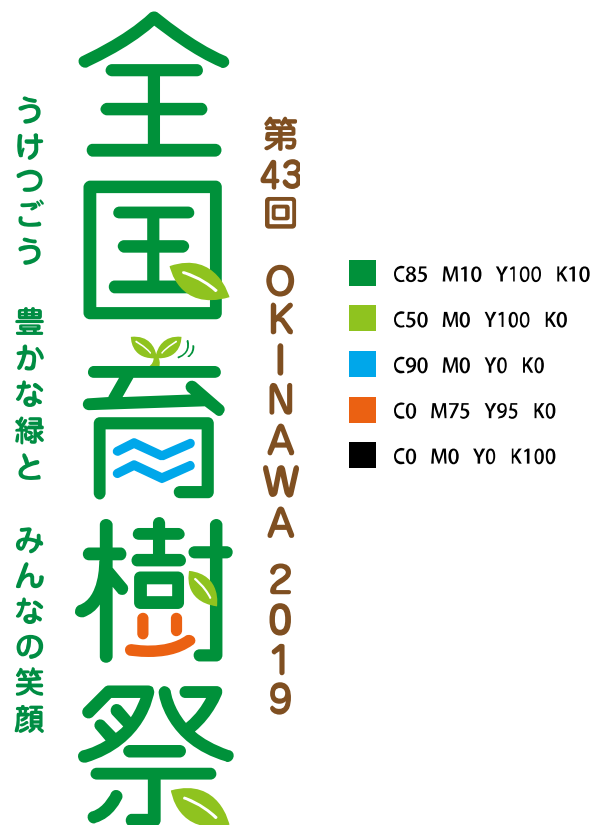 第43回 OKINAWA 2019
全国育樹祭
うけつごう 豊かな緑と みんなの笑顔
C85 M10 Y100 K10
C50 M0 Y100 K0
C90 M0 Y0 K0
C0 M75 Y95 K0
C0 M0 Y0 K100